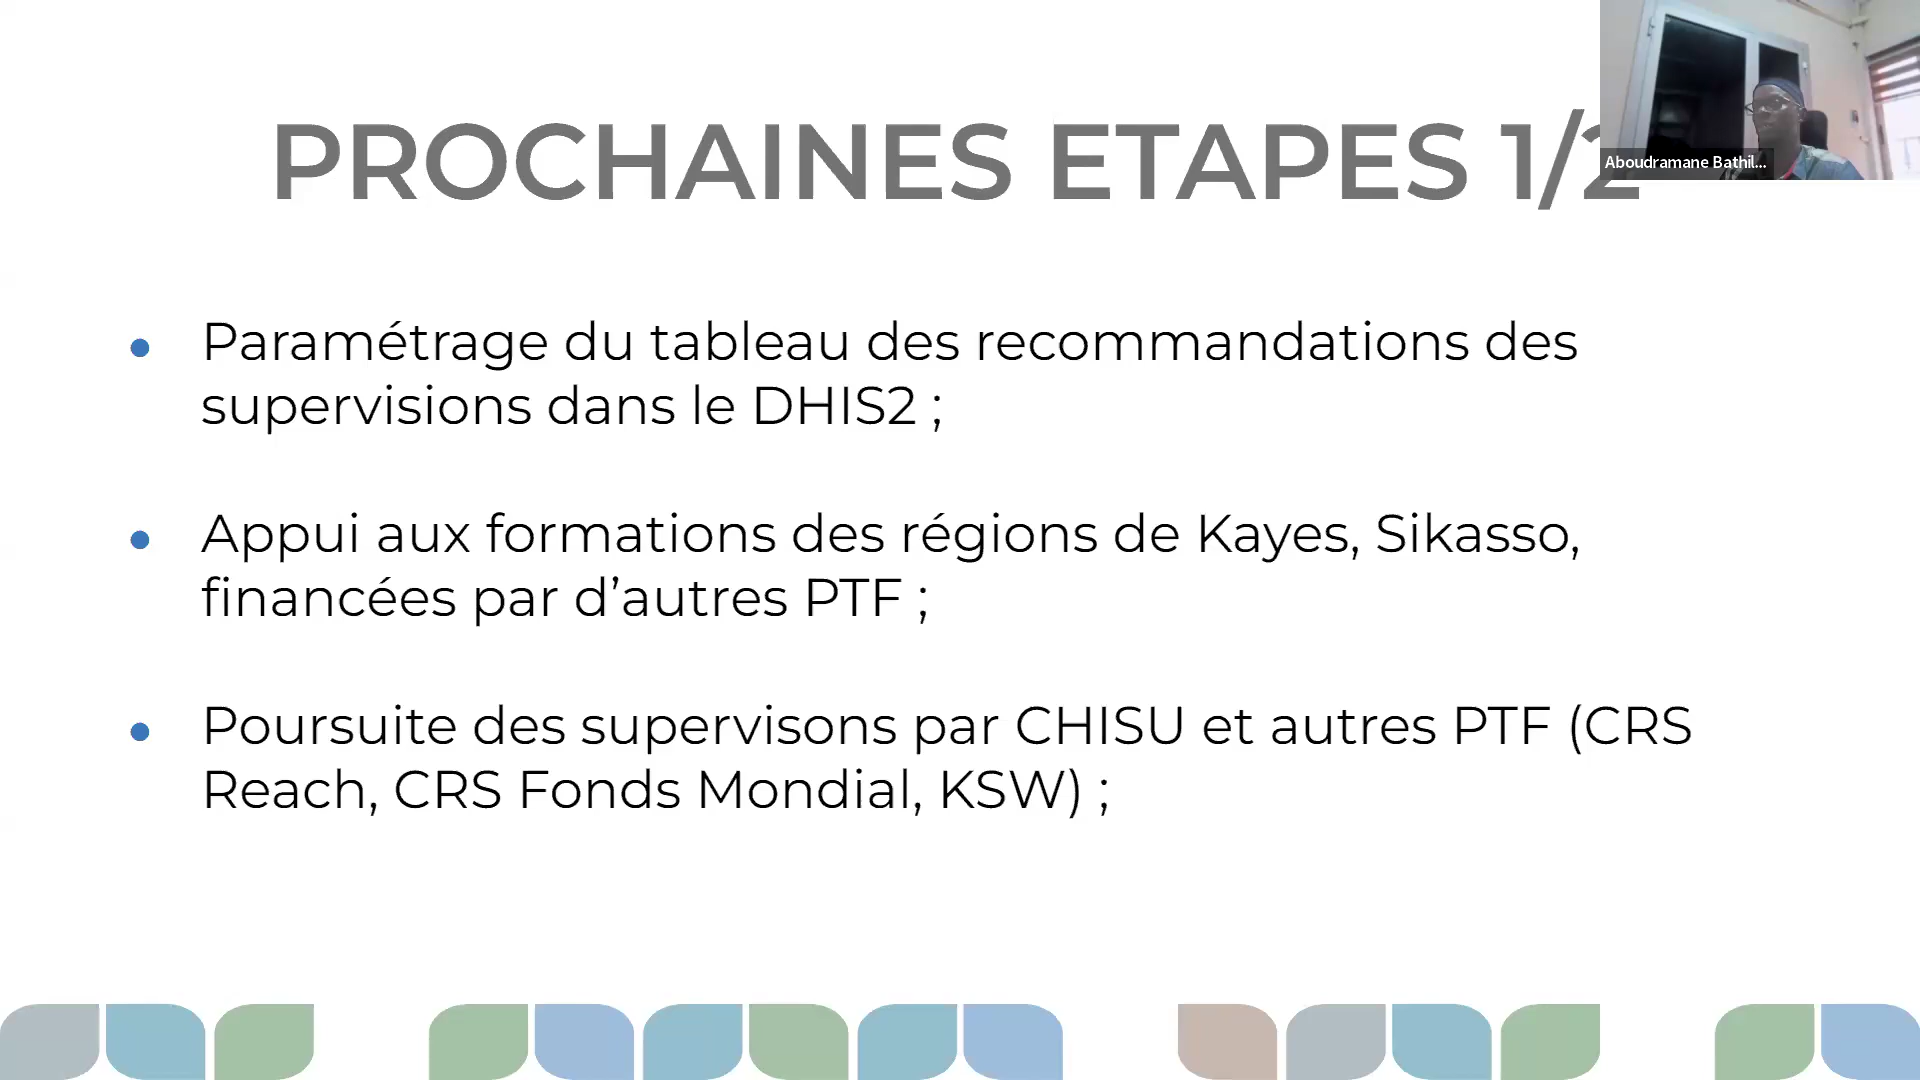 PROCHAINES ETAPES 1/2
Aboudramane Bathil...
Paramétrage du tableau des recommandations des
supervisions dans le DHIS2 ;
Appui aux formations des régions de Kayes, Sikasso,
financées par d’autres PTF ;
Poursuite des supervisons par CHISU et autres PTF (CRS
Reach, CRS Fonds Mondial, KSW) ;